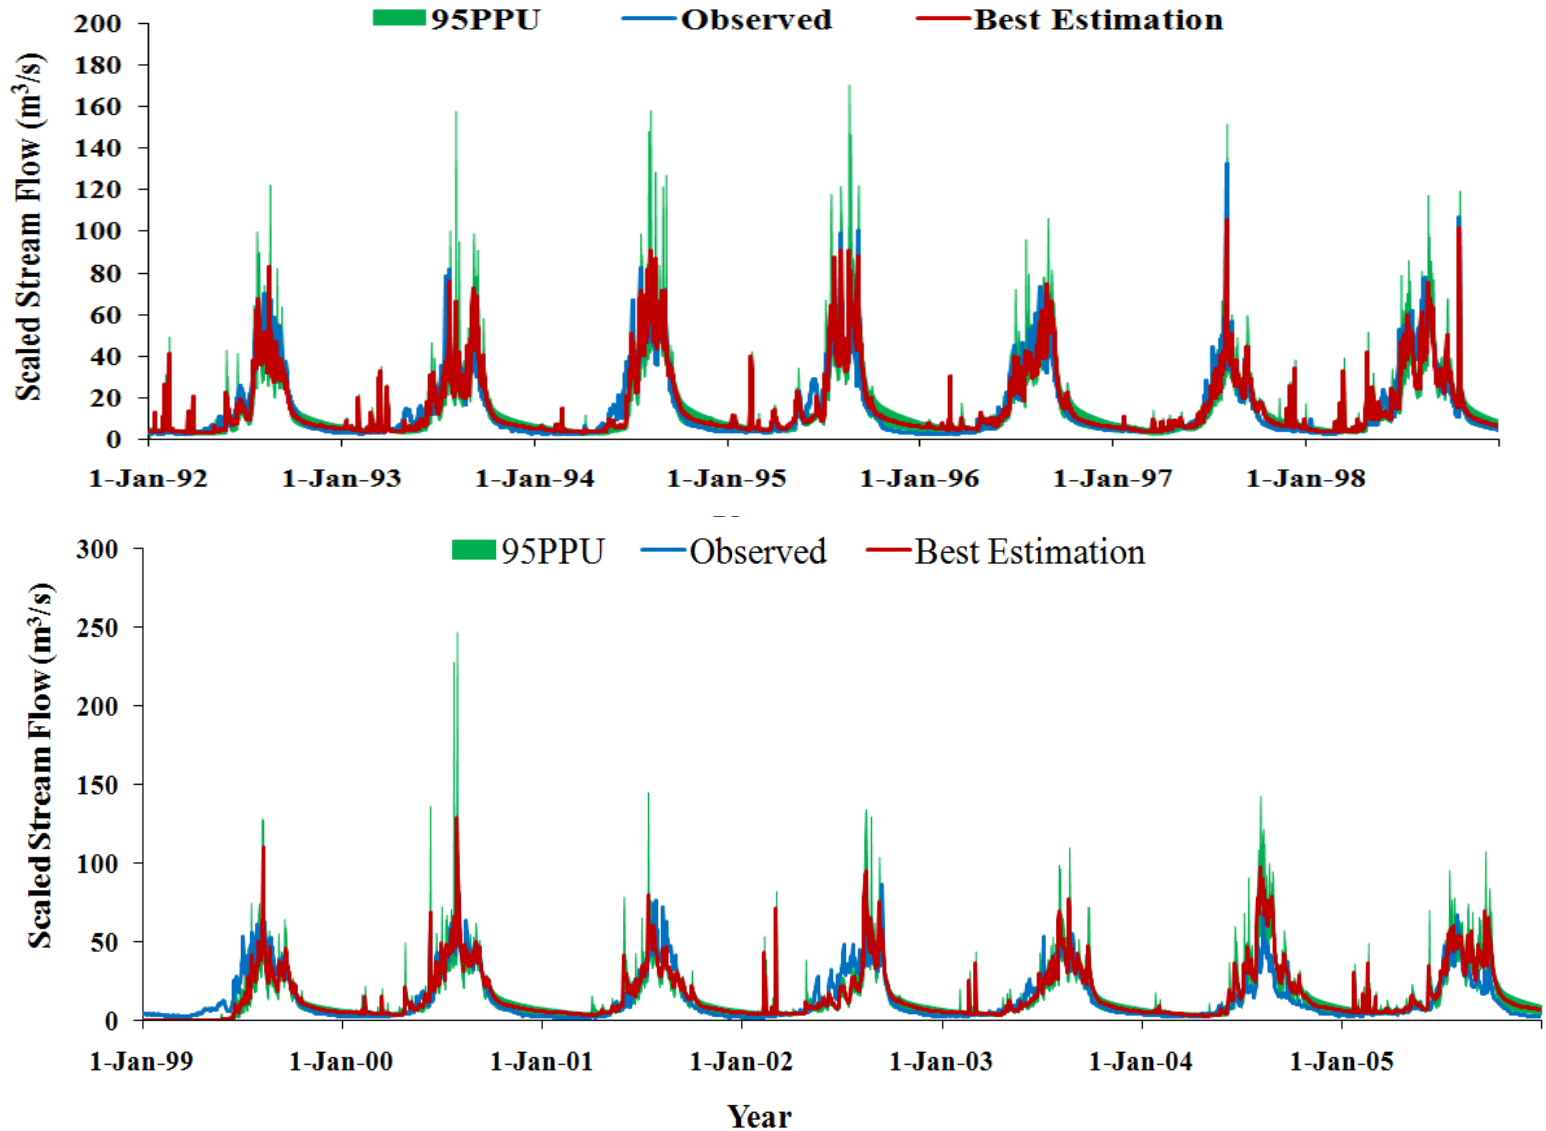 95PPU Observed Best Estimation
Scaled Stream Flow (m³/s)
200
180
160
140
120
100
80
60
40
20
0
1-Jan-92 1-Jan-93 1-Jan-94 1-Jan-95 1-Jan-96 1-Jan-97 1-Jan-98
95PPU Observed Best Estimation
Scaled Stream Flow (m³/s)
300
250
200
150
100
50
0
1-Jan-99 1-Jan-00 1-Jan-01 1-Jan-02 1-Jan-03 1-Jan-04 1-Jan-05
Year